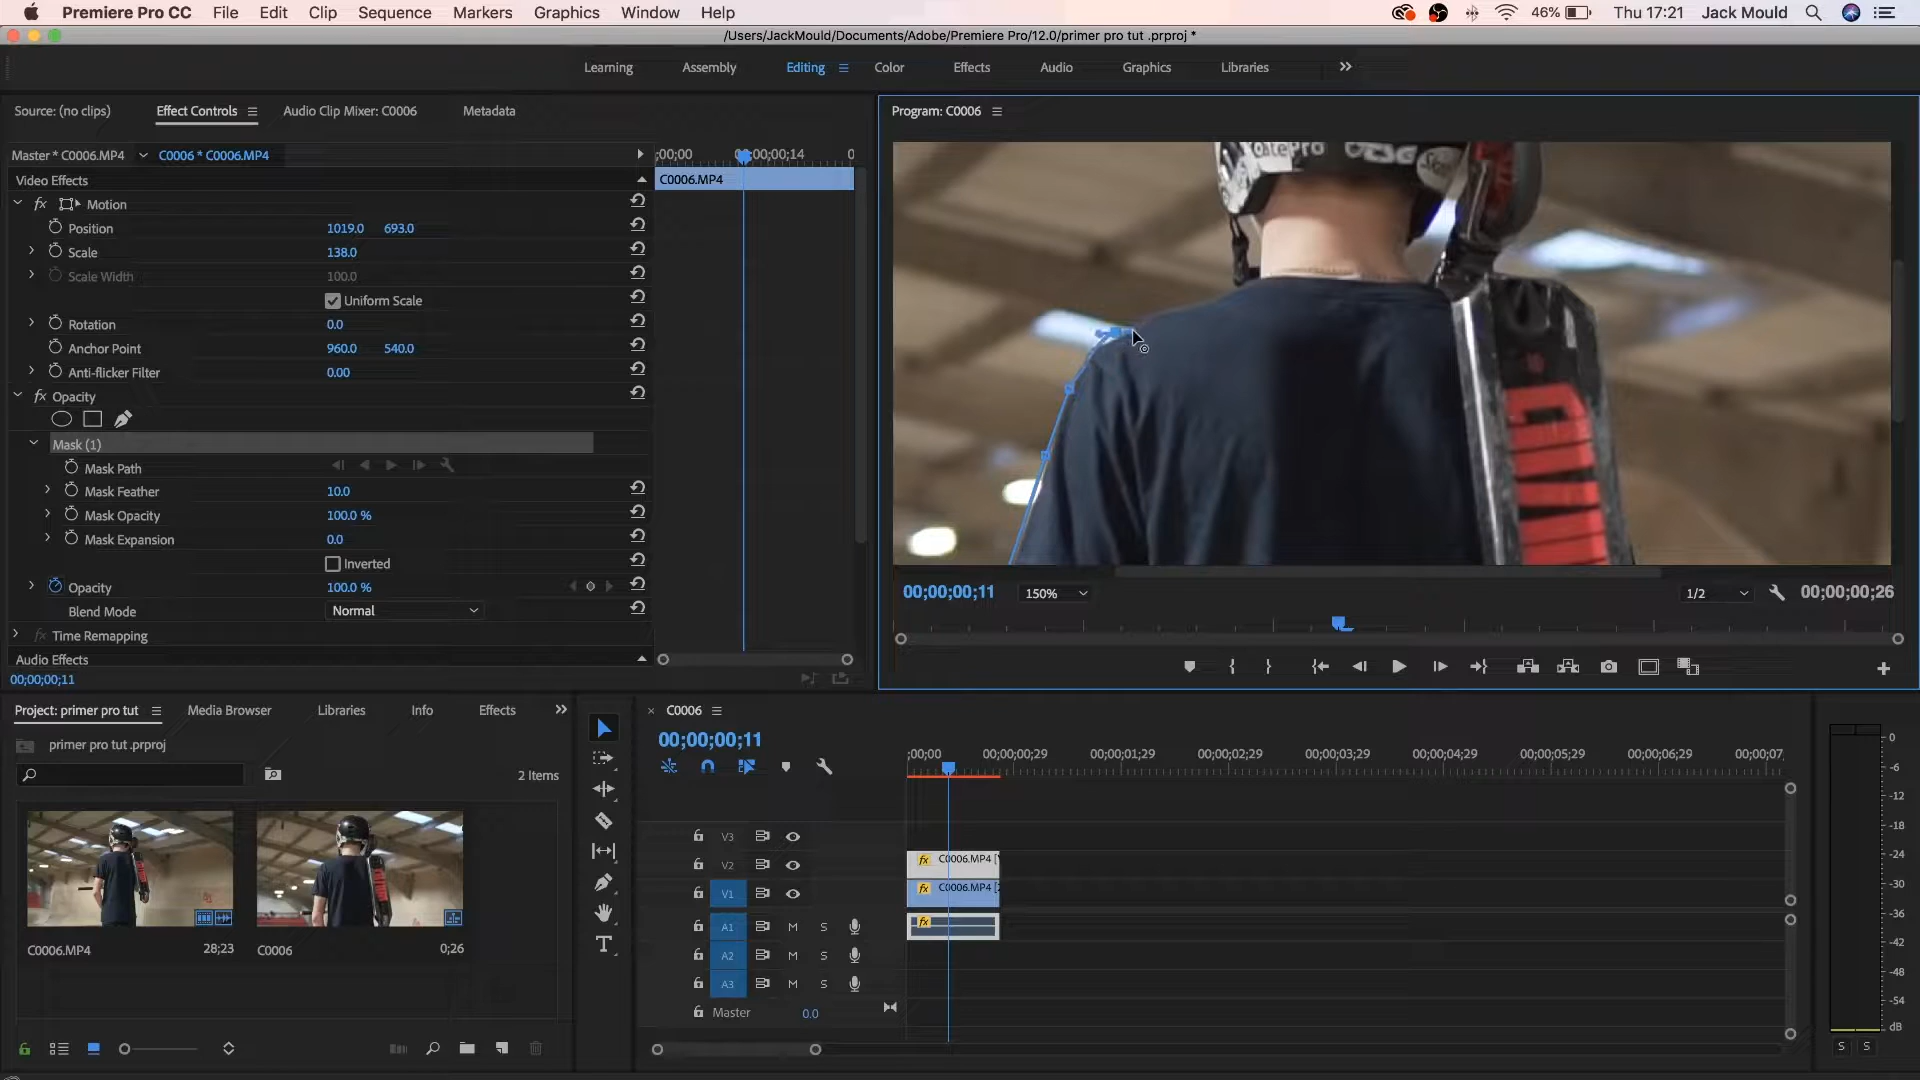 Premiere Pro CC File Edit Clip Sequence Markers Graphics Window Help 46% Thu 17:21 Jack Mould
/Users/JackMould/Documents/Adobe/Premiere Pro/12.0/primer pro tut .prproj *
Learning Assembly Editing Color Effects Audio Graphics Libraries
Source: (no clips) Effect Controls Audio Clip Mixer: C0006 Metadata
Master * C0006.MP4 C0006 * C0006.MP4
;00;00 00;00;00;14 0
Video Effects
C0006.MP4
fx Motion
Position 1019.0 693.0
Scale 138.0
Scale Width 100.0
Uniform Scale
Rotation 0.0
Anchor Point 960.0 540.0
Anti-flicker Filter 0.00
fx Opacity
Mask (1)
Mask Path
Mask Feather 10.0
Mask Opacity 100.0 %
Mask Expansion 0.0
Inverted
Opacity 100.0 %
Blend Mode Normal
fx Time Remapping
Audio Effects
00;00;00;11
Program: C0006
00;00;00;11 150% 1/2 00;00;00;26
Project: primer pro tut Media Browser Libraries Info Effects
primer pro tut .prproj
2 Items
C0006.MP4 28;23 C0006 0;26
C0006
00;00;00;11
;00;00 00;00;00;29 00;00;01;29 00;00;02;29 00;00;03;29 00;00;04;29 00;00;05;29 00;00;06;29 00;00;07;
V3
V2 fx C0006.MP4 [V
V1 fx C0006.MP4
A1 M S fx
A2 M S
A3 M S
Master 0.0
0
-6
-12
-18
-24
-30
-36
-42
-48
-54
dB
S S